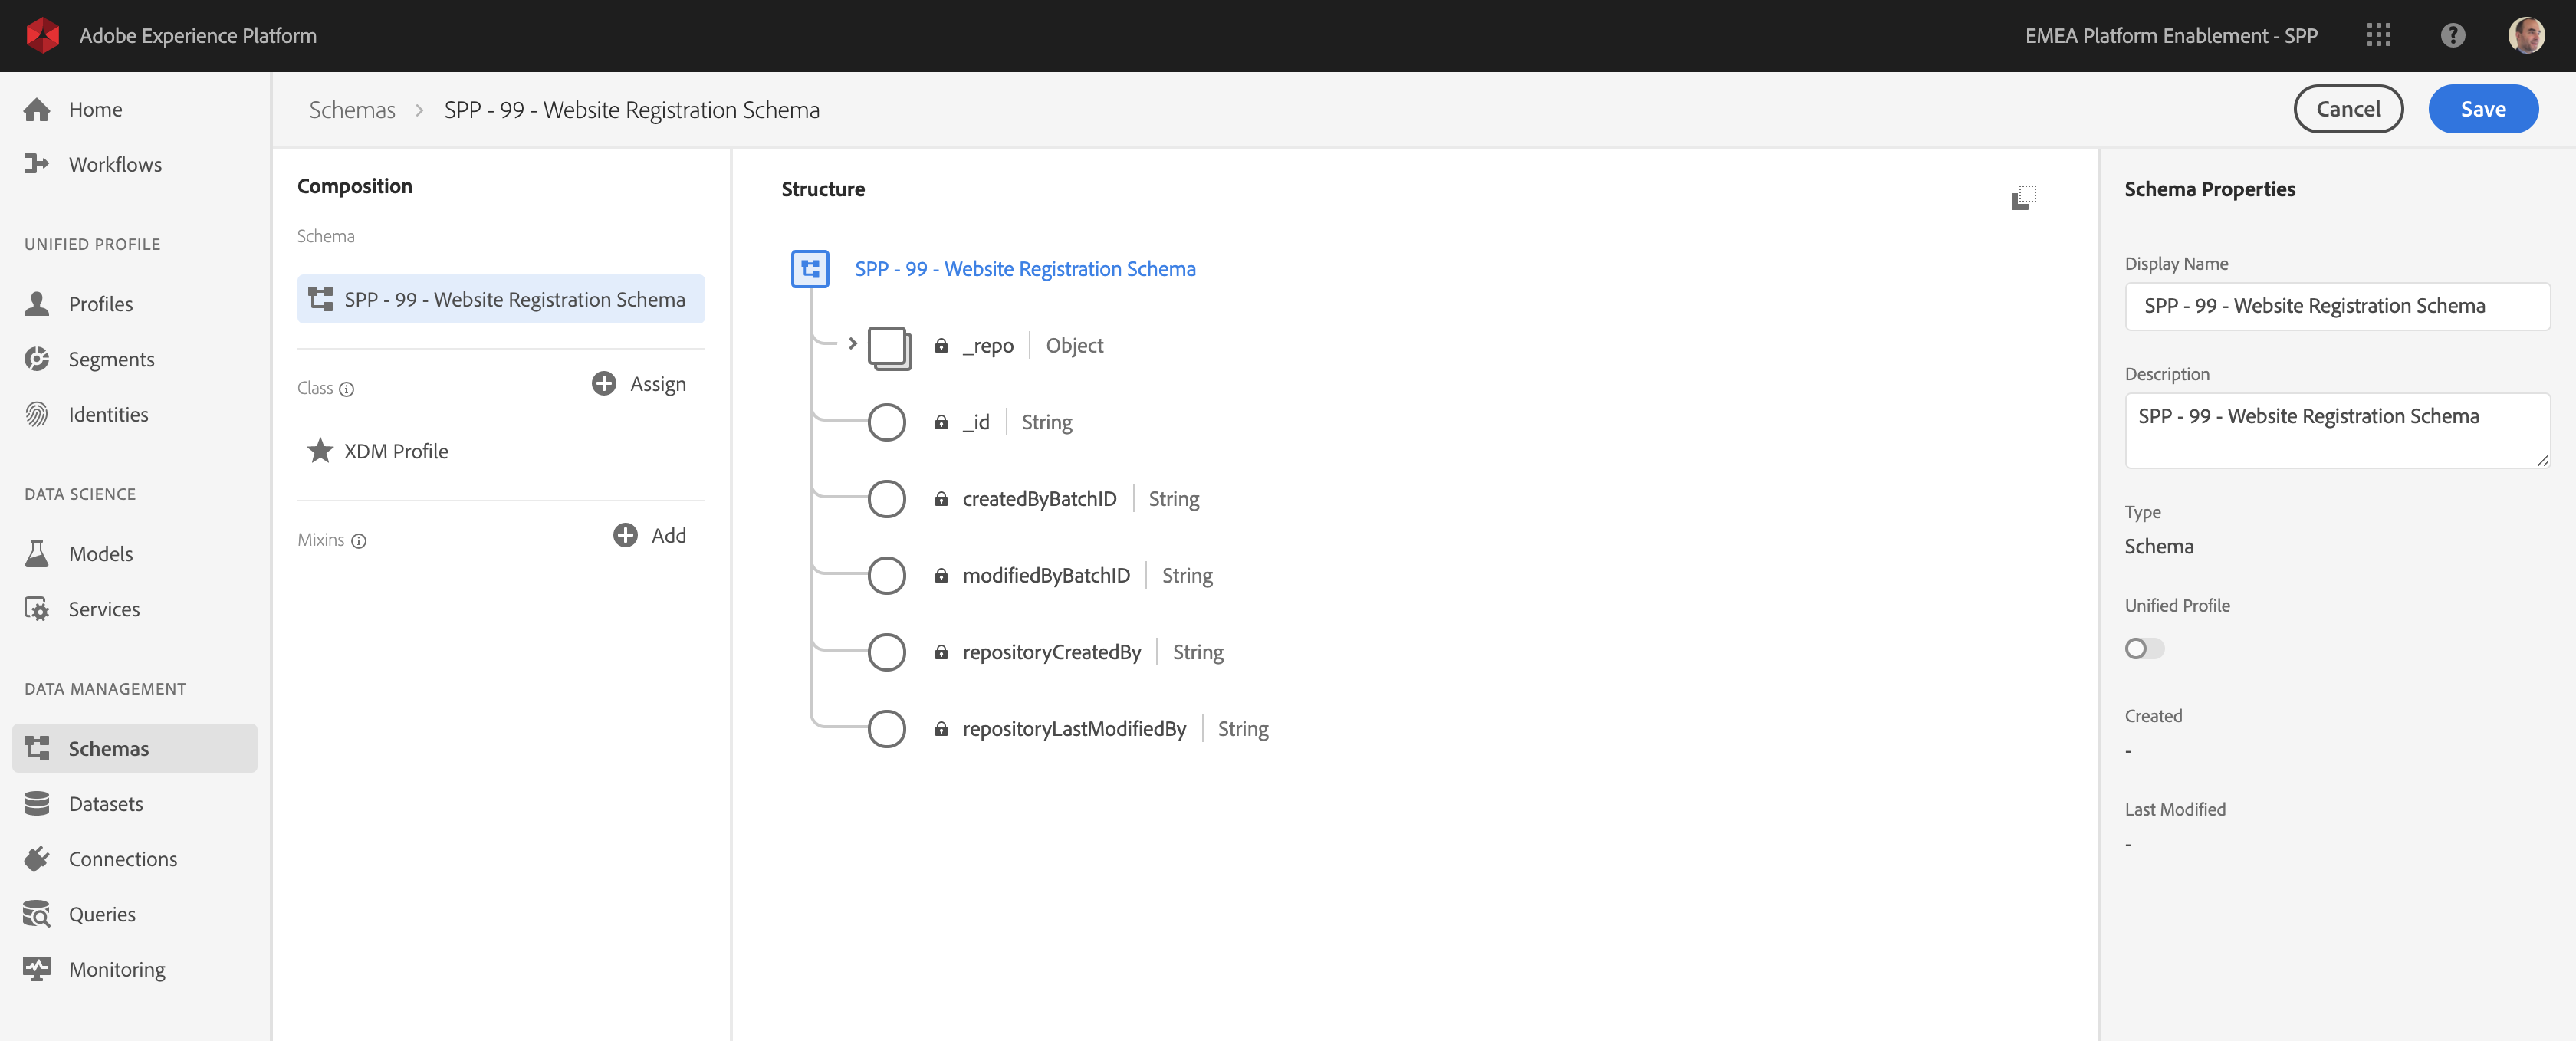 Adobe Experience Platform
EMEA Platform Enablement - SPP
Home
Workflows
UNIFIED PROFILE
Profiles
Segments
Identities
DATA SCIENCE
Models
Services
DATA MANAGEMENT
Schemas
Datasets
Connections
Queries
Monitoring
Schemas > SPP - 99 - Website Registration Schema
Cancel
Save
Composition
Schema
SPP - 99 - Website Registration Schema
Class
Assign
XDM Profile
Mixins
Add
Structure
SPP - 99 - Website Registration Schema
_repo | Object
_id | String
createdByBatchID | String
modifiedByBatchID | String
repositoryCreatedBy | String
repositoryLastModifiedBy | String
Schema Properties
Display Name
SPP - 99 - Website Registration Schema
Description
SPP - 99 - Website Registration Schema
Type
Schema
Unified Profile
Created
-
Last Modified
-